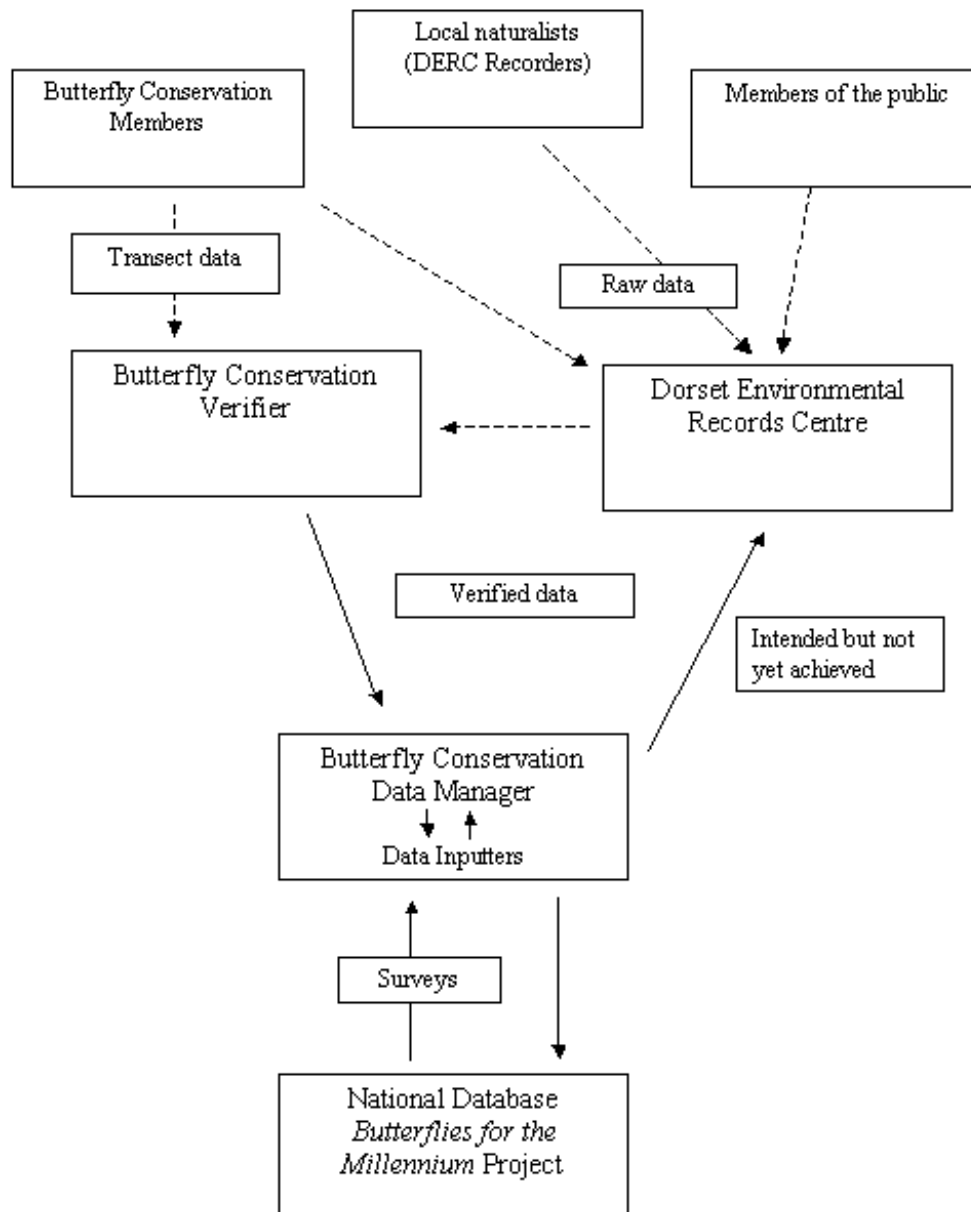 Local naturalists
(DERC Recorders)
Butterfly Conservation
Members
Members of the public
Transect data
Raw data
Butterfly Conservation
Verifier
Dorset Environmental
Records Centre
Verified data
Intended but not
yet achieved
Butterfly Conservation
Data Manager
Data Inputters
Surveys
National Database
Butterflies for the
Millennium Project